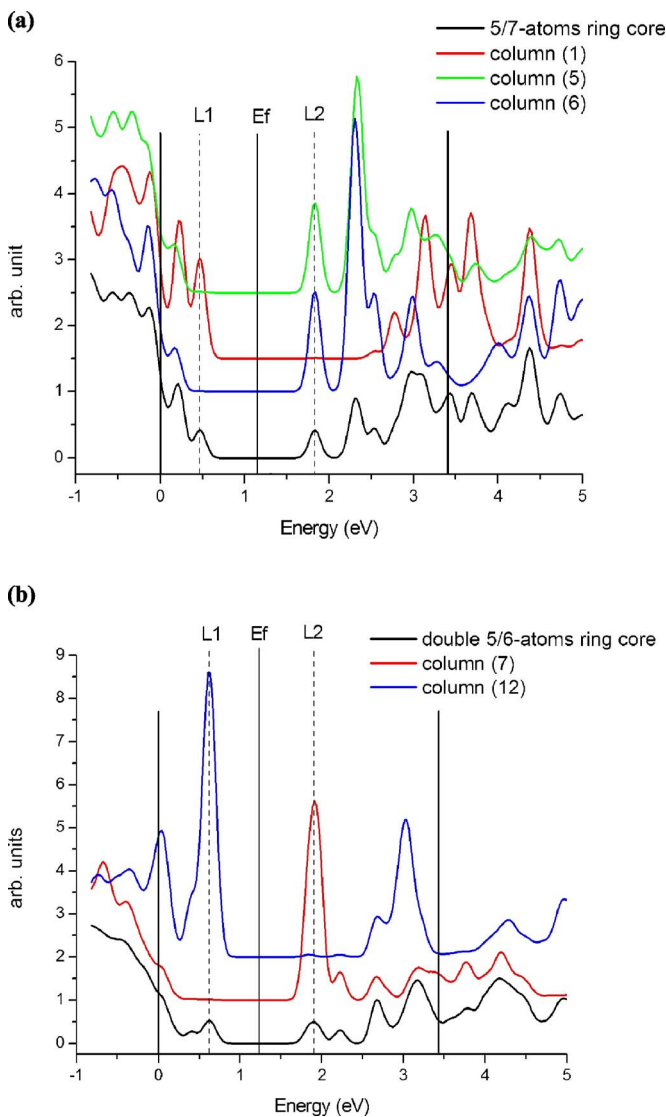 (a)
5/7-atoms ring core
column (1)
column (5)
column (6)
L1
Ef
L2
6
5
4
3
2
1
0
arb. unit
-1
0
1
2
3
4
5
Energy (eV)
(b)
L1
Ef
L2
double 5/6-atoms ring core
column (7)
column (12)
9
8
7
6
5
4
3
2
1
0
arb. units
-1
0
1
2
3
4
5
Energy (eV)